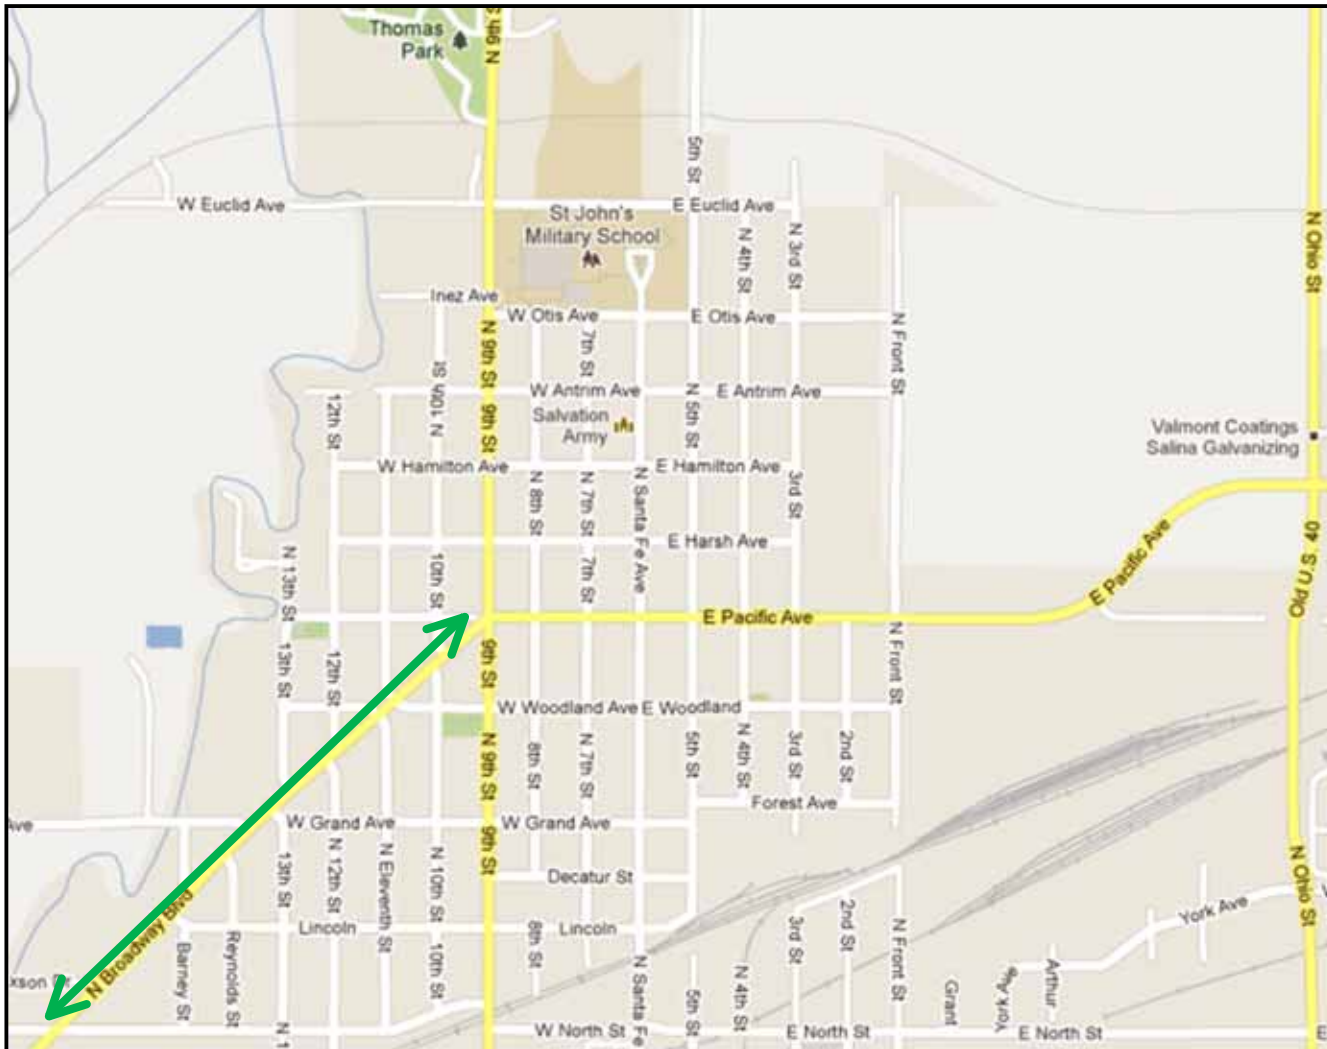 Thomas
Park
S 486 N
5th St
W Euclid Ave
E Euclid Ave
St John's
Military School
N 4th St
N 3rd St
N Ohio St
Inez Ave
W Otis Ave
E Otis Ave
N 9th St
7th St
N Front St
N 10th St
W Antrim Ave
E Antrim Ave
12th St
9th St
N 5th St
Salvation
Army
Valmont Coatings
Salina Galvanizing
W Hamilton Ave
E Hamilton Ave
3rd St
N 8th St
N 7th St
N Santa Fe Ave
E Harsh Ave
N 13th St
10th St
7th St
E Pacific Ave
Old U.S. 40
E Pacific Ave
13th St
12th St
9th St
N Front St
W Woodland Ave
E Woodland
N 9th St
8th St
N 7th St
5th St
N 4th St
3rd St
2nd St
Forest Ave
Ave
W Grand Ave
W Grand Ave
9th St
13th St
N 12th St
N Eleventh St
N 10th St
Decatur St
N Ohio St
York Ave
N Broadway Blvd
Lincoln
Lincoln
Barney St
Reynolds St
10th St
8th St
N Santa Fe
3rd St
2nd St
N Front St
xson Dr
5th St
N 4th St
Grant
York Ave
Arthur
N 1
W North St
E North St
E North St
E